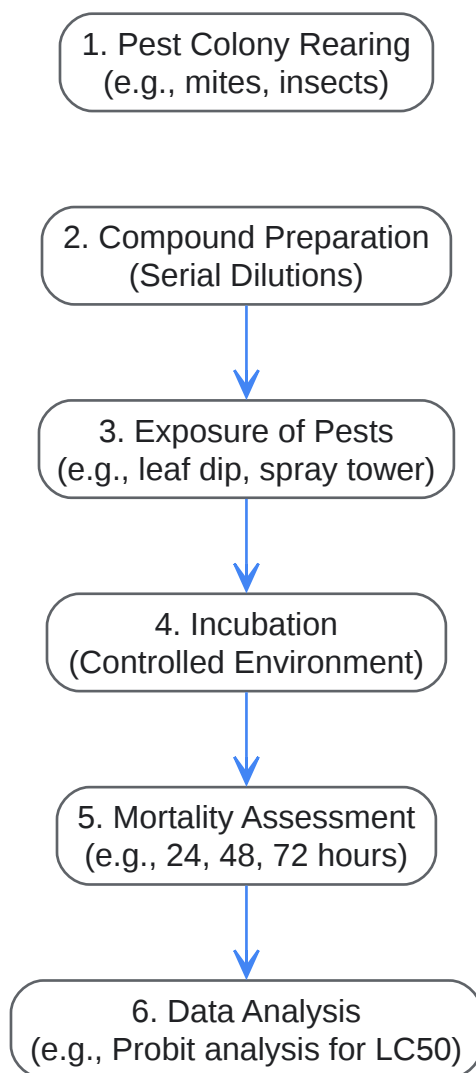 1. Pest Colony Rearing
(e.g., mites, insects)
2. Compound Preparation
(Serial Dilutions)
3. Exposure of Pests
(e.g., leaf dip, spray tower)
4. Incubation
(Controlled Environment)
5. Mortality Assessment
(e.g., 24, 48, 72 hours)
6. Data Analysis
(e.g., Probit analysis for LC50)